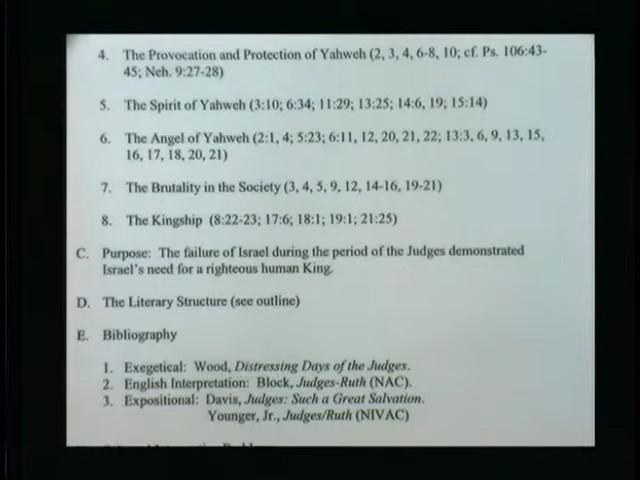 4. The Provocation and Protection of Yahweh (2, 3, 4, 6-8, 10; cf. Ps. 106:43-
45; Neh. 9:27-28)
5. The Spirit of Yahweh (3:10; 6:34; 11:29; 13:25; 14:6, 19; 15:14)
6. The Angel of Yahweh (2:1, 4; 5:23; 6:11, 12, 20, 21, 22; 13:3, 6, 9, 13, 15,
16, 17, 18, 20, 21)
7. The Brutality in the Society (3, 4, 5, 9, 12, 14-16, 19-21)
8. The Kingship (8:22-23; 17:6; 18:1; 19:1; 21:25)
C. Purpose: The failure of Israel during the period of the Judges demonstrated
Israel's need for a righteous human King.
D. The Literary Structure (see outline)
E. Bibliography
1. Exegetical: Wood, Distressing Days of the Judges.
2. English Interpretation: Block, Judges-Ruth (NAC).
3. Expositional: Davis, Judges: Such a Great Salvation.
Younger, Jr., Judges/Ruth (NIVAC)